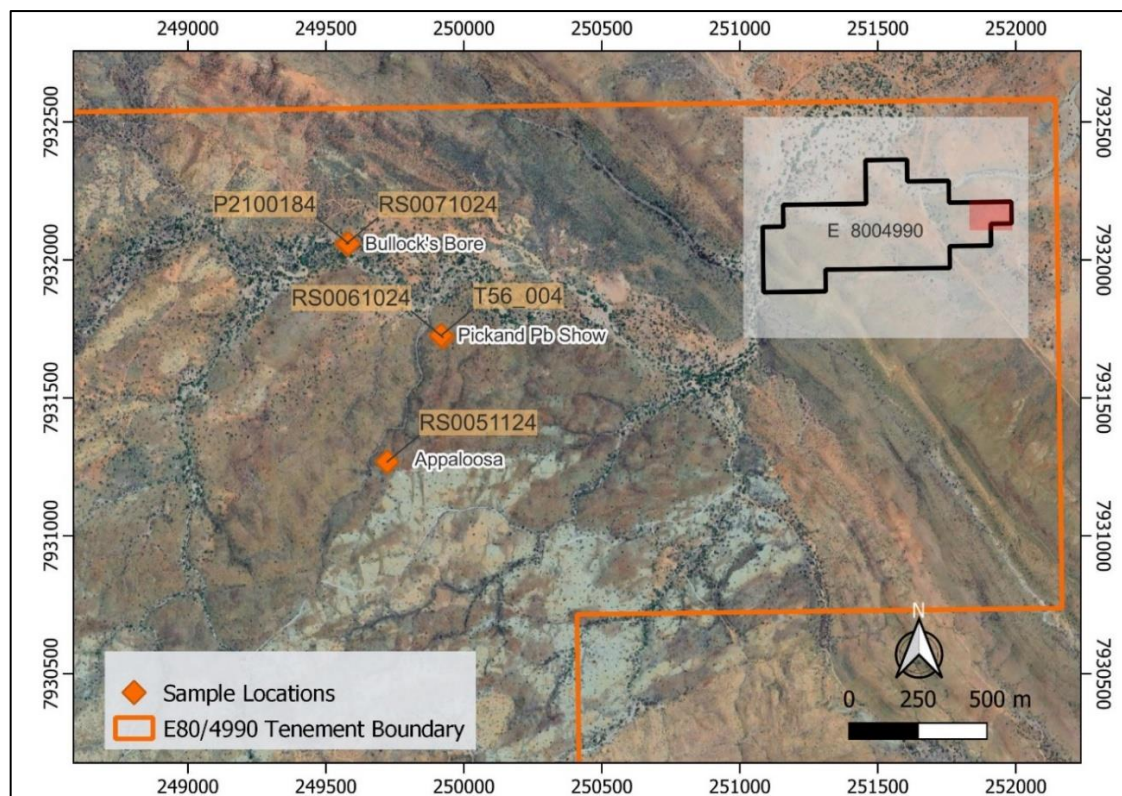 249000 249500 250000 250500 251000 251500 252000
7932500
7932500
E 8004990
P2100184
RS0071024
Bullock's Bore
7932000
7932000
RS0061024
T56_004
Pickand Pb Show
7931500
7931500
RS0051124
Appaloosa
7931000
7931000
N
7930500
7930500
Sample Locations
E80/4990 Tenement Boundary
0 250 500 m
249000 249500 250000 250500 251000 251500 252000